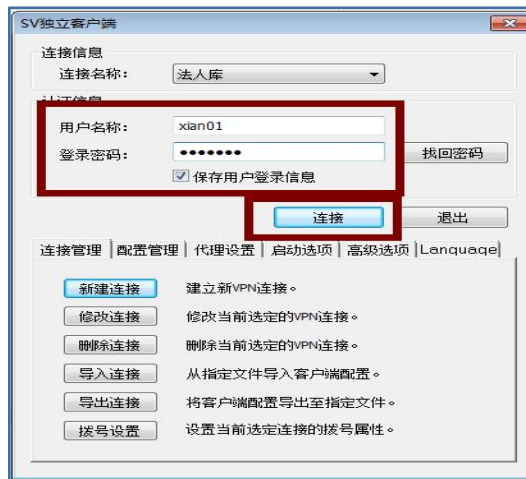 SV独立客户端
连接信息
连接名称： 法人库
认证信息
用户名称： xian01
登录密码： ●●●●●●● 找回密码
保存用户登录信息
连接 退出
连接管理 配置管理 代理设置 启动选项 高级选项 Language
新建连接 建立新VPN连接。
修改连接 修改当前选定的VPN连接。
删除连接 删除当前选定的VPN连接。
导入连接 从指定文件导入客户端配置。
导出连接 将客户端配置导出至指定文件。
拨号设置 设置当前选定连接的拨号属性。